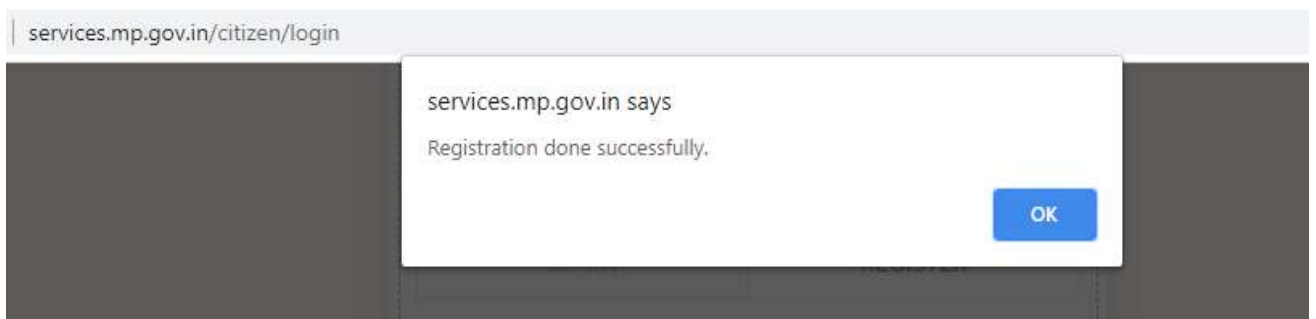 services.mp.gov.in/citizen/login
services.mp.gov.in says
Registration done successfully.
OK
REGISTER